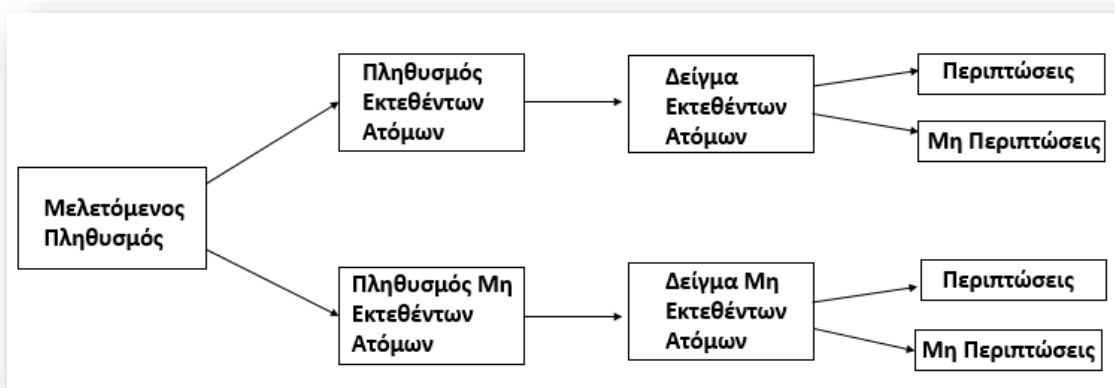 Μελετόμενος
Πληθυσμός
Πληθυσμός
Εκτεθέντων
Ατόμων
Δείγμα
Εκτεθέντων
Ατόμων
Περιπτώσεις
Μη Περιπτώσεις
Πληθυσμός Μη
Εκτεθέντων
Ατόμων
Δείγμα Μη
Εκτεθέντων
Ατόμων
Περιπτώσεις
Μη Περιπτώσεις